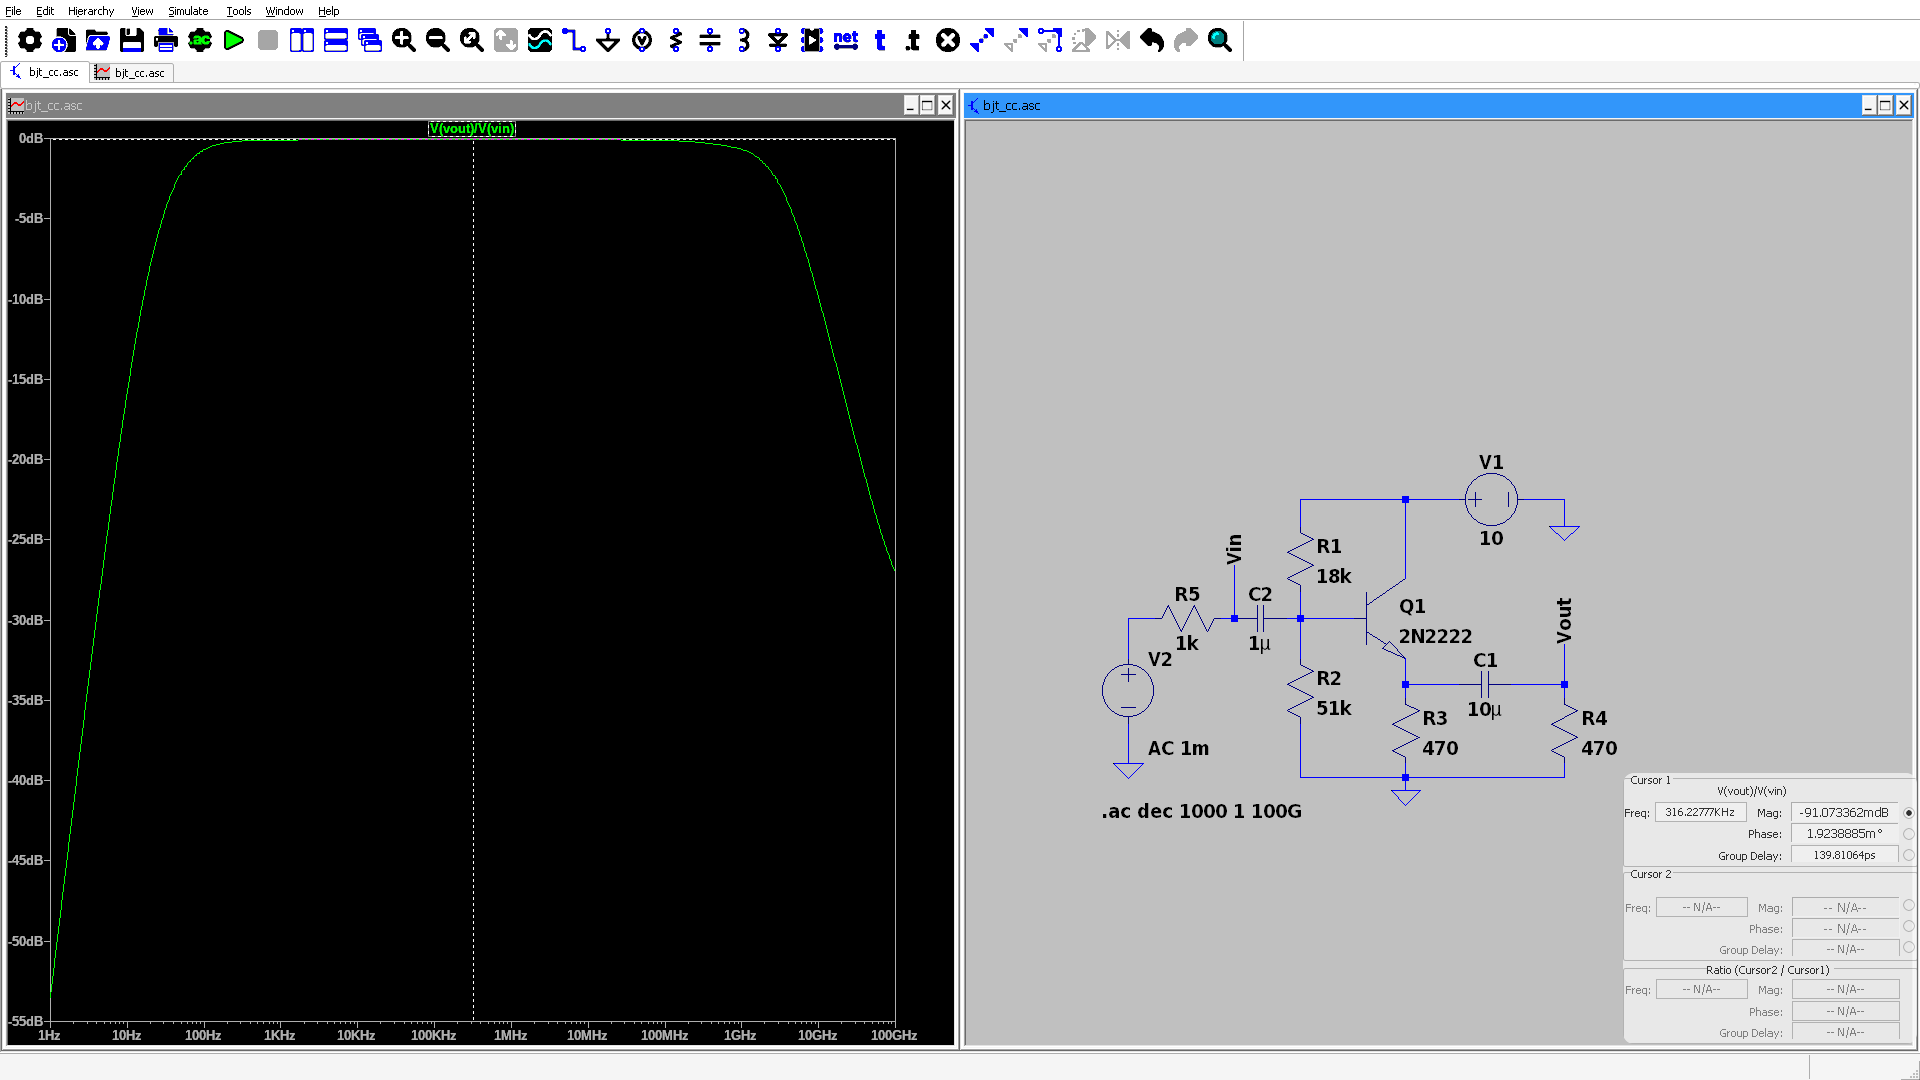 File Edit Hierarchy View Simulate Tools Window Help
.ac net t .t
bjt_cc.asc bjt_cc.asc
bjt_cc.asc
V(vout)/V(vin)
0dB
-5dB
-10dB
-15dB
-20dB
-25dB
-30dB
-35dB
-40dB
-45dB
-50dB
-55dB
1Hz 10Hz 100Hz 1KHz 10KHz 100KHz 1MHz 10MHz 100MHz 1GHz 10GHz 100GHz
bjt_cc.asc
V1
10
Vin
R1
18k
R5
1k
C2
1µ
Q1
2N2222
Vout
V2
AC 1m
R2
51k
C1
10µ
R3
470
R4
470
.ac dec 1000 1 100G
Cursor 1
V(vout)/V(vin)
Freq: 316.22777KHz Mag: -91.073362mdB
Phase: 1.9238885m°
Group Delay: 139.81064ps
Cursor 2
Freq: -- N/A-- Mag: -- N/A--
Phase: -- N/A--
Group Delay: -- N/A--
Ratio (Cursor2 / Cursor1)
Freq: -- N/A-- Mag: -- N/A--
Phase: -- N/A--
Group Delay: -- N/A--